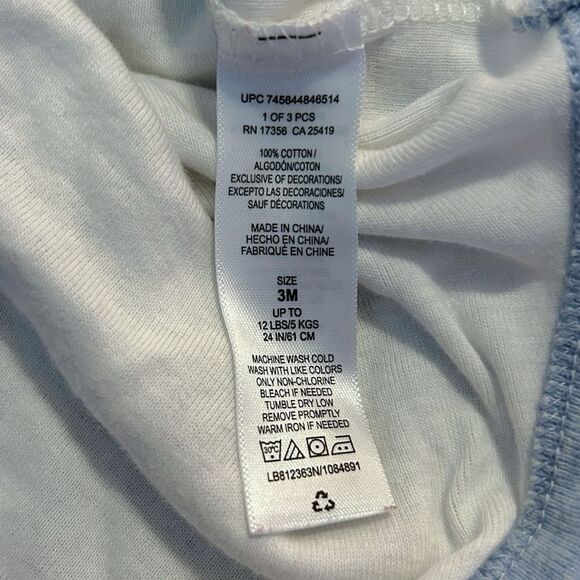 UPC 745644846514
1 OF 3 PCS
RN 17356 CA 25419
100% COTTON/
ALGODÓN/COTON
EXCLUSIVE OF DECORATIONS/
EXCEPTO LAS DECORACIONES/
SAUF DÉCORATIONS
MADE IN CHINA/
HECHO EN CHINA/
FABRIQUÉ EN CHINE
SIZE
3M
UP TO
12 LBS/5 KGS
24 IN/61 CM
MACHINE WASH COLD
WASH WITH LIKE COLORS
ONLY NON-CHLORINE
BLEACH IF NEEDED
TUMBLE DRY LOW
REMOVE PROMPTLY
WARM IRON IF NEEDED
30°C
LB812363N/1084891